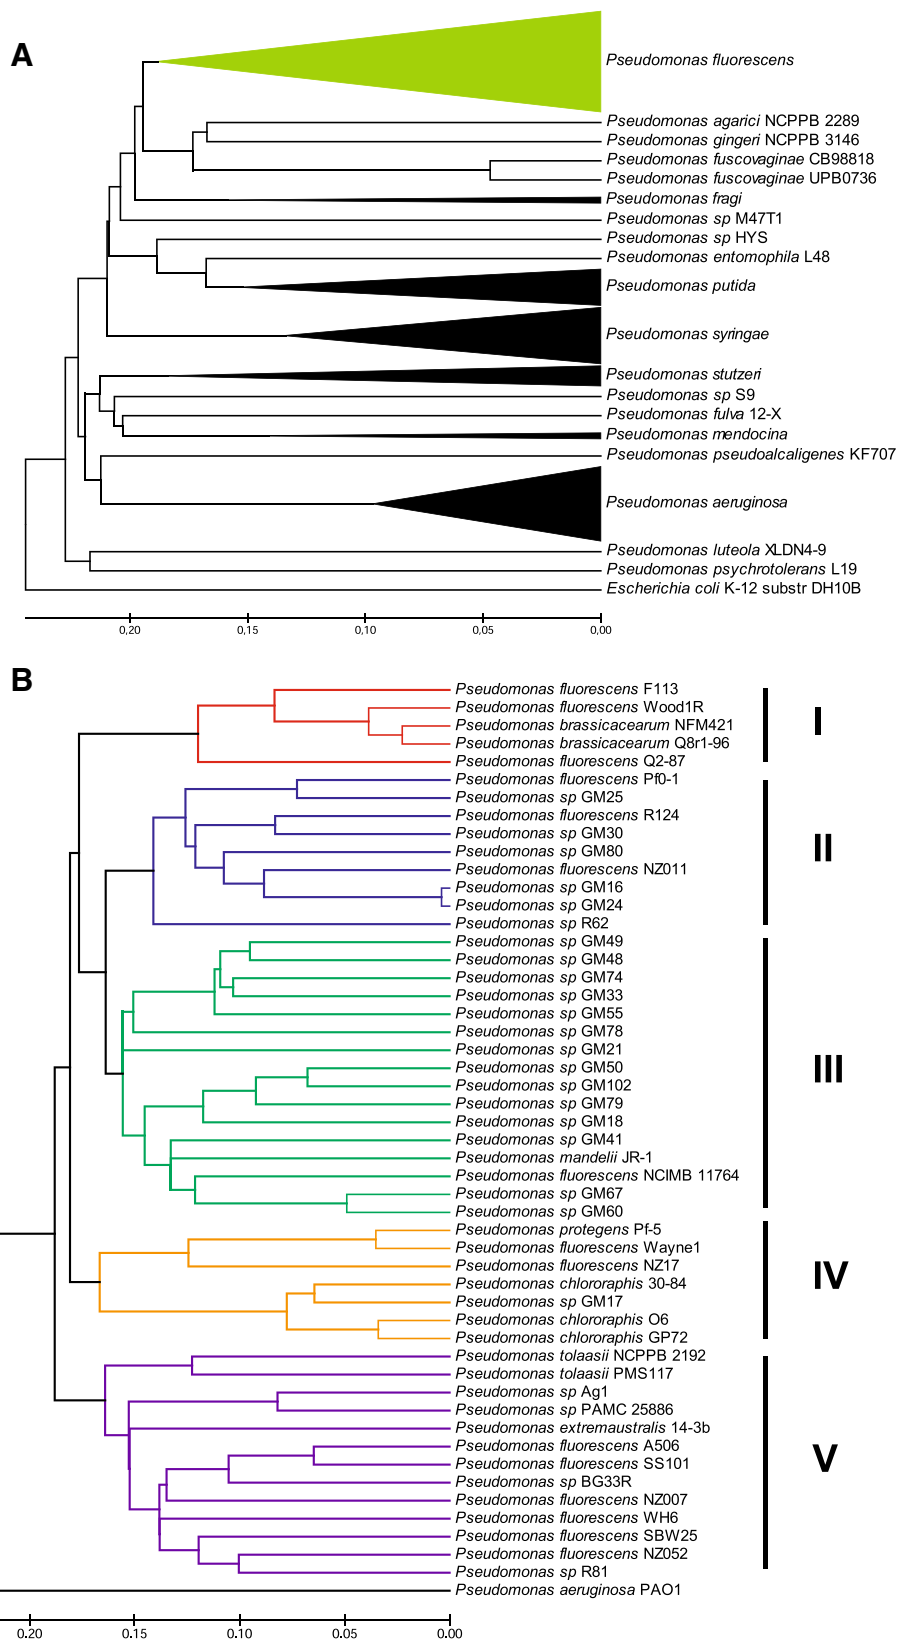 A
Pseudomonas fluorescens
Pseudomonas agarici NCPPB 2289
Pseudomonas gingeri NCPPB 3146
Pseudomonas fuscovaginae CB98818
Pseudomonas fuscovaginae UPB0736
Pseudomonas fragi
Pseudomonas sp M47T1
Pseudomonas sp HYS
Pseudomonas entomophila L48
Pseudomonas putida
Pseudomonas syringae
Pseudomonas stutzeri
Pseudomonas sp S9
Pseudomonas fulva 12-X
Pseudomonas mendocina
Pseudomonas pseudoalcaligenes KF707
Pseudomonas aeruginosa
Pseudomonas luteola XLDN4-9
Pseudomonas psychrotolerans L19
Escherichia coli K-12 substr DH10B
0,20 0,15 0,10 0,05 0,00
B
Pseudomonas fluorescens F113
Pseudomonas fluorescens Wood1R
I
Pseudomonas brassicacearum NFM421
Pseudomonas brassicacearum Q8r1-96
Pseudomonas fluorescens Q2-87
Pseudomonas fluorescens Pf0-1
Pseudomonas sp GM25
Pseudomonas fluorescens R124
Pseudomonas sp GM30
Pseudomonas sp GM80
II
Pseudomonas fluorescens NZ011
Pseudomonas sp GM16
Pseudomonas sp GM24
Pseudomonas sp R62
Pseudomonas sp GM49
Pseudomonas sp GM48
Pseudomonas sp GM74
Pseudomonas sp GM33
Pseudomonas sp GM55
Pseudomonas sp GM78
Pseudomonas sp GM21
Pseudomonas sp GM50
III
Pseudomonas sp GM102
Pseudomonas sp GM79
Pseudomonas sp GM18
Pseudomonas sp GM41
Pseudomonas mandelii JR-1
Pseudomonas fluorescens NCIMB 11764
Pseudomonas sp GM67
Pseudomonas sp GM60
Pseudomonas protegens Pf-5
Pseudomonas fluorescens Wayne1
Pseudomonas fluorescens NZ17
IV
Pseudomonas chlororaphis 30-84
Pseudomonas sp GM17
Pseudomonas chlororaphis O6
Pseudomonas chlororaphis GP72
Pseudomonas tolaasii NCPPB 2192
Pseudomonas tolaasii PMS117
Pseudomonas sp Ag1
Pseudomonas sp PAMC 25886
Pseudomonas extremaustralis 14-3b
Pseudomonas fluorescens A506
V
Pseudomonas fluorescens SS101
Pseudomonas sp BG33R
Pseudomonas fluorescens NZ007
Pseudomonas fluorescens WH6
Pseudomonas fluorescens SBW25
Pseudomonas fluorescens NZ052
Pseudomonas sp R81
Pseudomonas aeruginosa PAO1
0.20 0.15 0.10 0.05 0.00